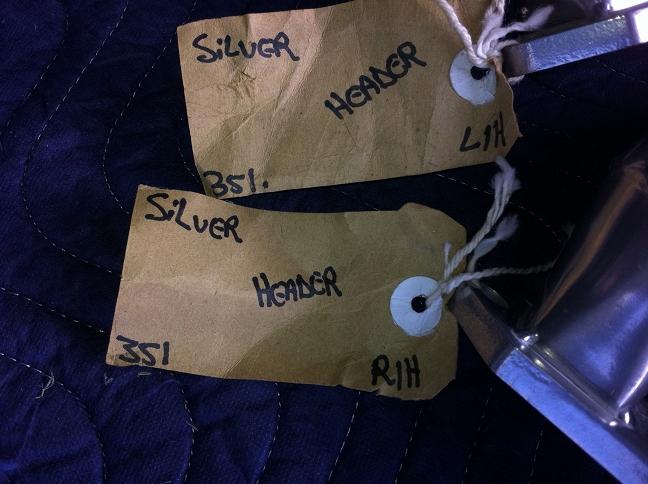 SiLVER
HEADER
L/H
351.
SiLVER
HEADER
351
R/H